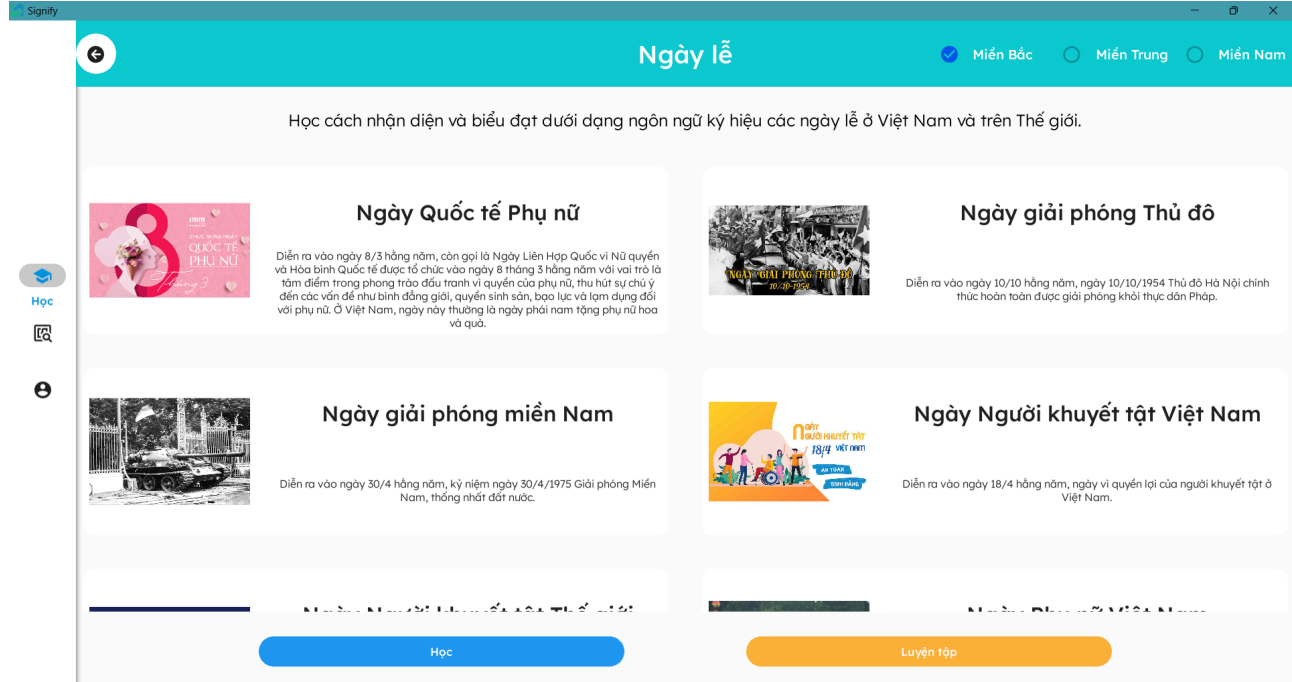 Signify
Ngày lễ
Miền Bắc
Miền Trung
Miền Nam
Học cách nhận diện và biểu đạt dưới dạng ngôn ngữ ký hiệu các ngày lễ ở Việt Nam và trên Thế giới.
QUỐC TẾ
PHỤ NỮ
Tháng 3
Ngày Quốc tế Phụ nữ
Diễn ra vào ngày 8/3 hằng năm, còn gọi là Ngày Liên Hợp Quốc vì Nữ quyền
và Hòa bình Quốc tế được tổ chức vào ngày 8 tháng 3 hằng năm với vai trò là
tâm điểm trong phong trào đấu tranh vì quyền của phụ nữ, thu hút sự chú ý
đến các vấn đề như bình đẳng giới, quyền sinh sản, bạo lực và lạm dụng đối
với phụ nữ. Ở Việt Nam, ngày này thường là ngày phái nam tặng phụ nữ hoa
và quà.
NGÀY GIẢI PHÓNG THỦ ĐÔ
10/10-1954
Ngày giải phóng Thủ đô
Diễn ra vào ngày 10/10 hằng năm, ngày 10/10/1954 Thủ đô Hà Nội chính
thức hoàn toàn được giải phóng khỏi thực dân Pháp.
Học
Ngày giải phóng miền Nam
Diễn ra vào ngày 30/4 hằng năm, kỷ niệm ngày 30/4/1975 Giải phóng Miền
Nam, thống nhất đất nước.
NGÀY
NGƯỜI KHUYẾT TẬT
18/4 VIỆT NAM
AN TOÀN
BÌNH ĐẲNG
Ngày Người khuyết tật Việt Nam
Diễn ra vào ngày 18/4 hằng năm, ngày vì quyền lợi của người khuyết tật ở
Việt Nam.
Ngày Người khuyết tật Thế giới
Ngày Phụ nữ Việt Nam
Học
Luyện tập